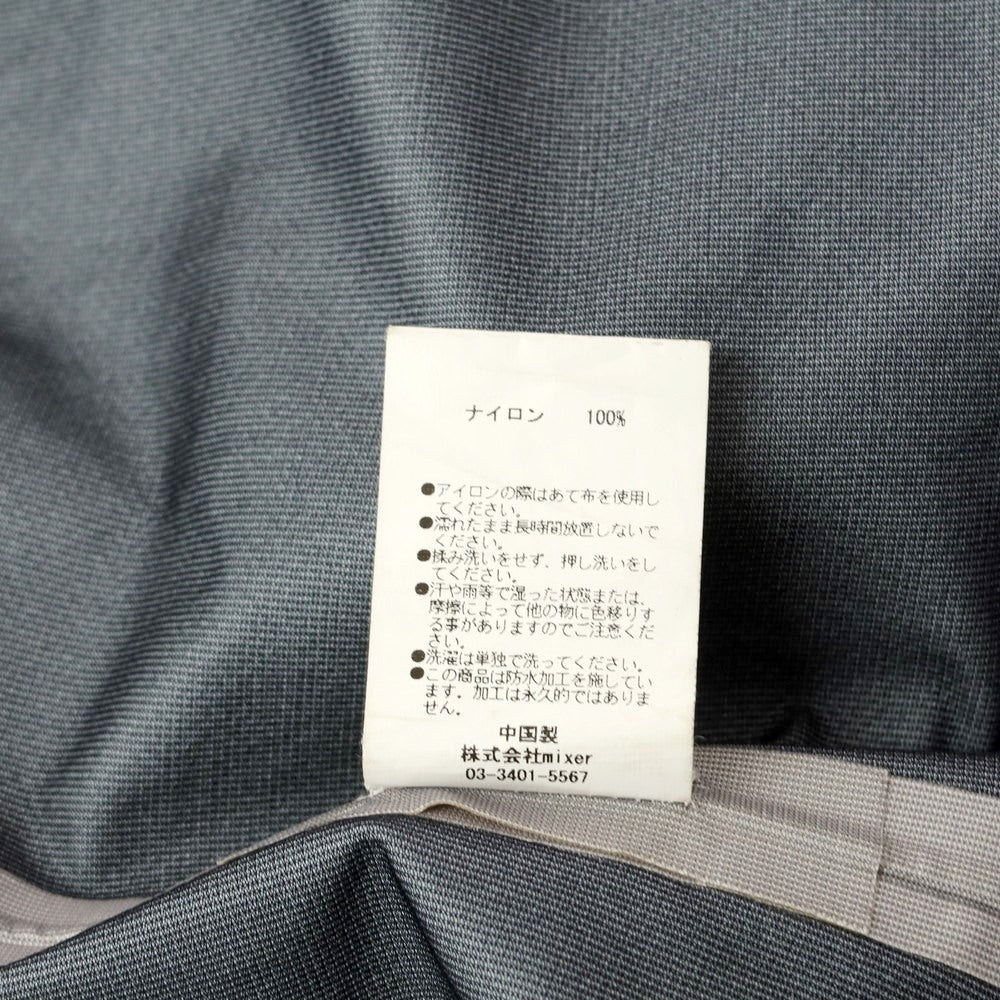 ナイロン 100%
●アイロンの際はあて布を使用し
てください。
●濡れたまま長時間放置しないで
ください。
●揉み洗いをせず、押し洗いをし
てください。
●汗や雨等で湿った状態または、
摩擦によって他の物に色移りす
る事がありますのでご注意くだ
さい。
●洗濯は単独で洗ってください。
●この商品は防水加工を施してい
ます。加工は永久的ではありま
せん。
中国製
株式会社mixer
03-3401-5567